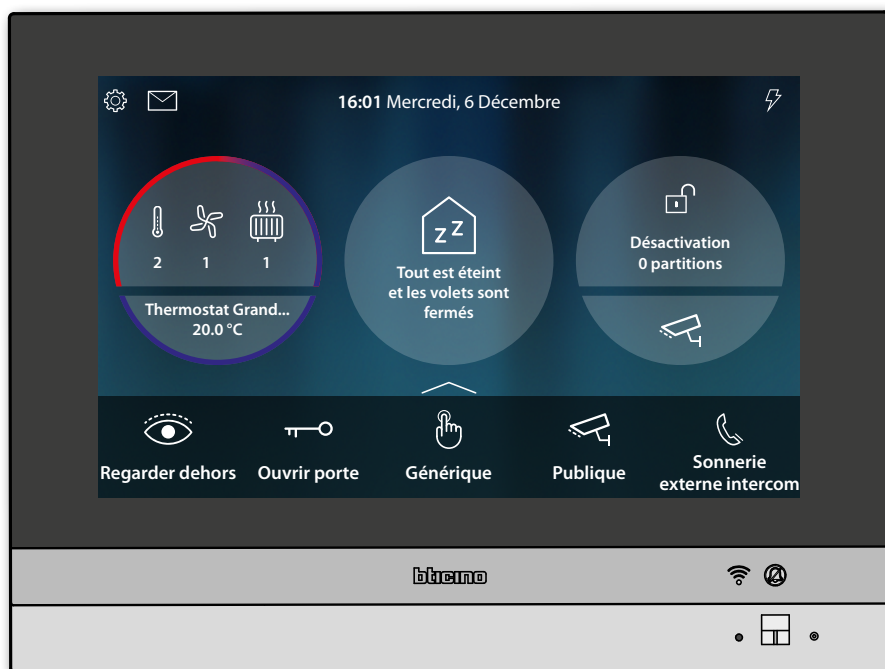 16:01 Mercredi, 6 Décembre
2 1 1
Thermostat Grand...
20.0 °C
z Z
Tout est éteint
et les volets sont
fermés
Désactivation
0 partitions
Regarder dehors
Ouvrir porte
Générique
Publique
Sonnerie
externe intercom
bticino